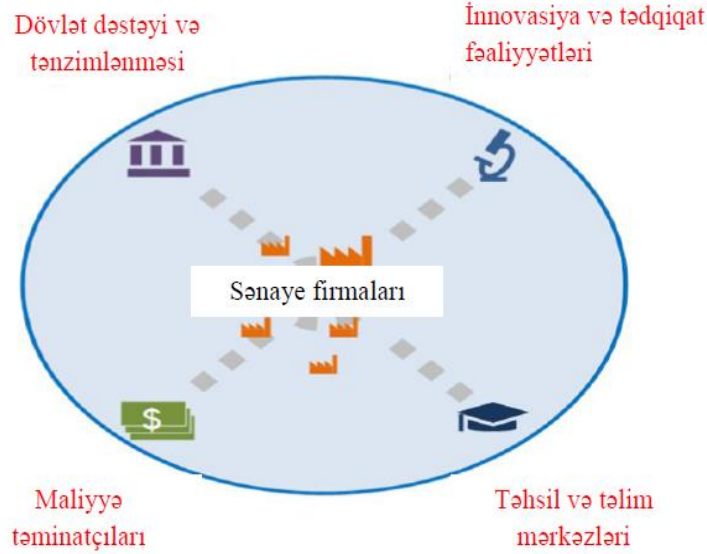 Dövlət dəstəyi və
tənzimlənməsi
İnnovasiya və tədqiqat
fəaliyyətləri
Sənaye firmaları
$
Maliyyə
təminatçıları
Təhsil və təlim
mərkəzləri